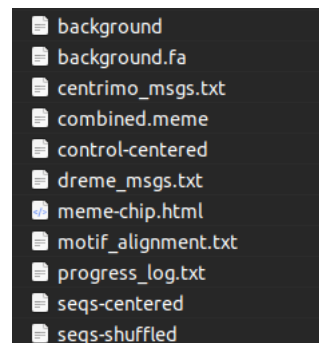 background
background.fa
centrimo_msgs.txt
combined.meme
control-centered
dreme_msgs.txt
meme-chip.html
motif_alignment.txt
progress_log.txt
seqs-centered
seqs-shuffled